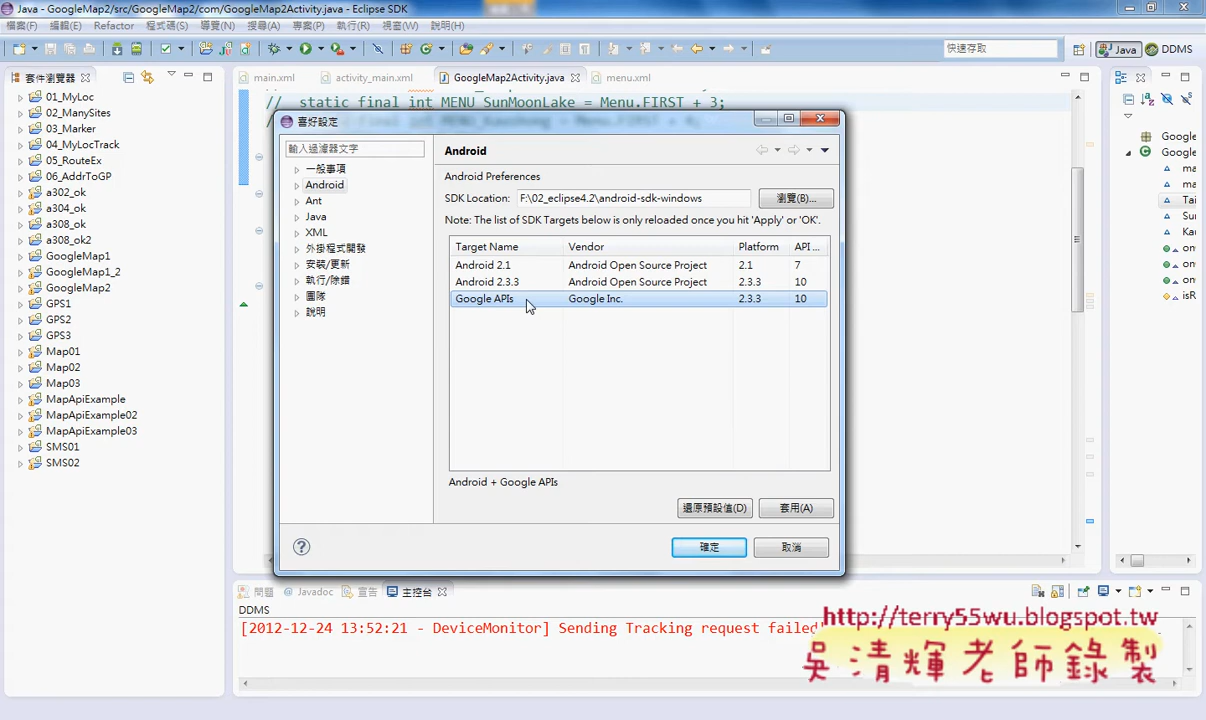 Java - GoogleMap2/src/com/GoogleMap2Activity.java - Eclipse SDK
檔案(F) 編輯(E) Refactor 程式碼(S) 導覽(N) 搜尋(A) 專案(P) 執行(R) 視窗(W) 說明(H)
快速存取 Java DDMS
套件瀏覽器
01_MyLoc
02_ManySites
03_Marker
04_MyLocTrack
05_RouteEx
06_AddrToGP
a302_ok
a304_ok
a308_ok
a308_ok2
GoogleMap1
GoogleMap1_2
GoogleMap2
GPS1
GPS2
GPS3
Map01
Map02
Map03
MapApiExample
MapApiExample02
MapApiExample03
SMS01
SMS02
main.xml activity_main.xml GoogleMap2Activity.java menu.xml
// static final int MENU_SunMoonLake = Menu.FIRST + 3;
喜好設定
輸入過濾器文字
一般事項
Android
Ant
Java
XML
外掛程式開發
安裝/更新
執行/除錯
團隊
說明
Android
Android Preferences
SDK Location: F:\02_eclipse4.2\android-sdk-windows 瀏覽(B)...
Note: The list of SDK Targets below is only reloaded once you hit 'Apply' or 'OK'.
Target Name Vendor Platform API ...
Android 2.1 Android Open Source Project 2.1 7
Android 2.3.3 Android Open Source Project 2.3.3 10
Google APIs Google Inc. 2.3.3 10
Android + Google APIs
還原預設值(D) 套用(A)
確定 取消
Google
Google
ma
ma
Tai
Su
Ka
on
on
isR
問題 Javadoc 宣告 主控台
DDMS
[2012-12-24 13:52:21 - DeviceMonitor] Sending Tracking request failed!
http://terry55wu.blogspot.tw
吳清輝老師錄製